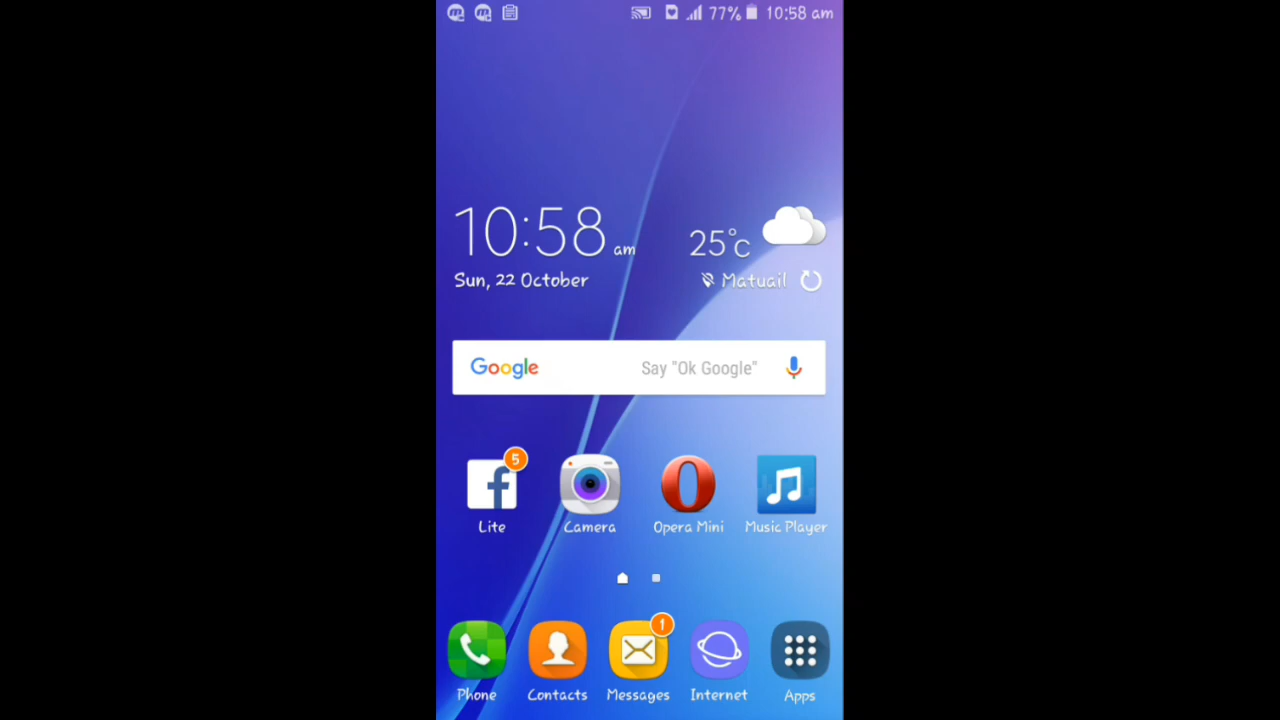 77% 10:58 am
10:58 am
25°c
Sun, 22 October
Matuail
Google Say "Ok Google"
5
Lite Camera Opera Mini Music Player
1
Phone Contacts Messages Internet Apps